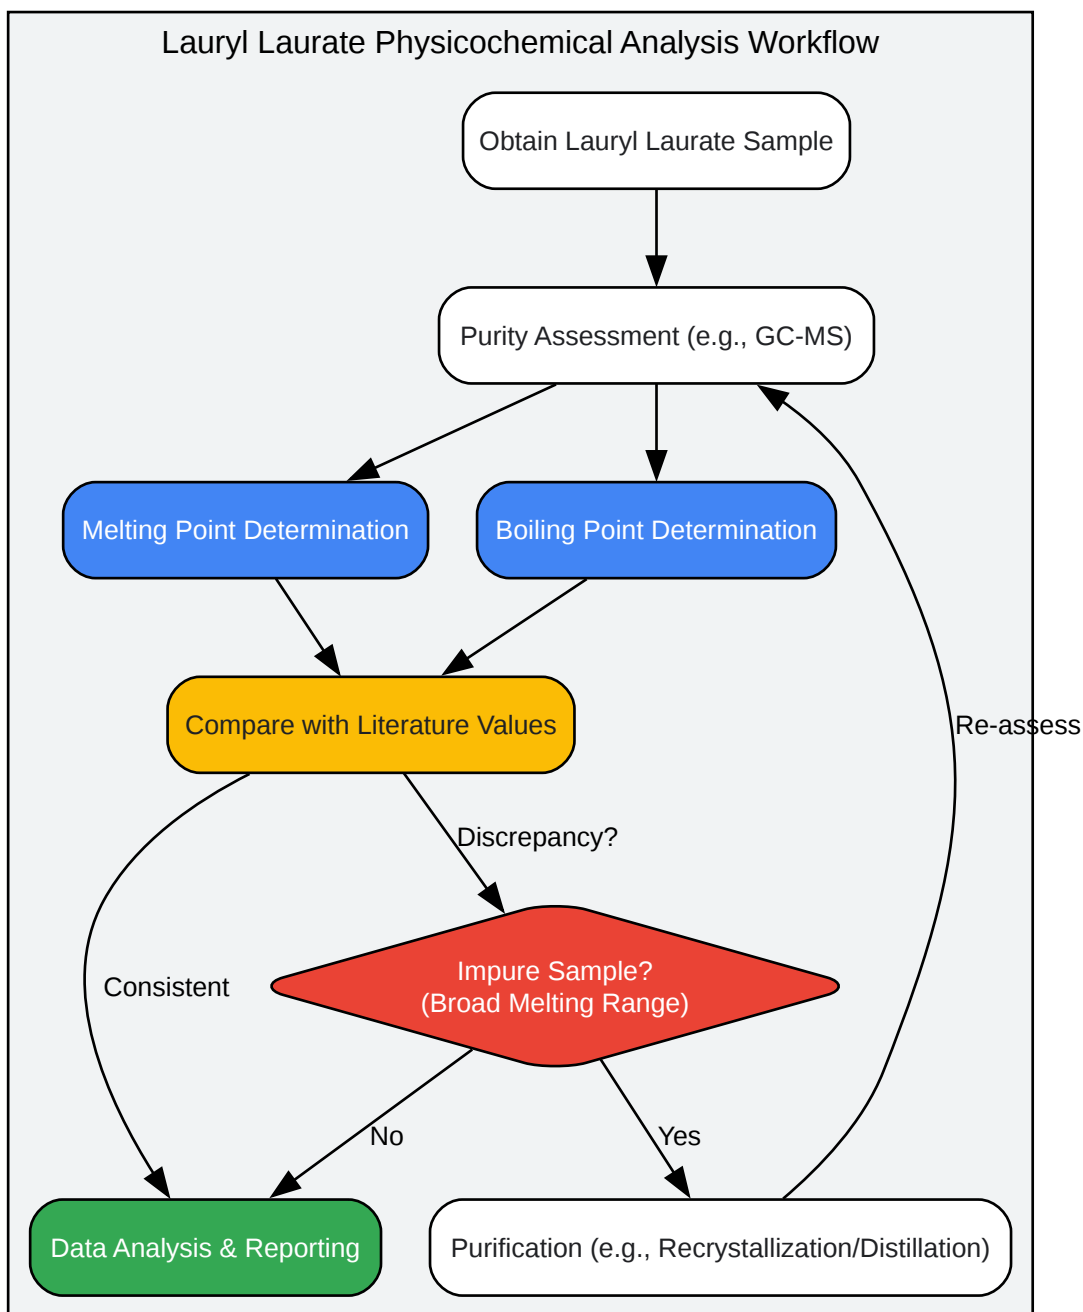 Lauryl Laurate Physicochemical Analysis Workflow
Obtain Lauryl Laurate Sample
Purity Assessment (e.g., GC-MS)
Melting Point Determination
Boiling Point Determination
Compare with Literature Values
Re-assess
Discrepancy?
Consistent
Impure Sample?
(Broad Melting Range)
No
Yes
Data Analysis & Reporting
Purification (e.g., Recrystallization/Distillation)